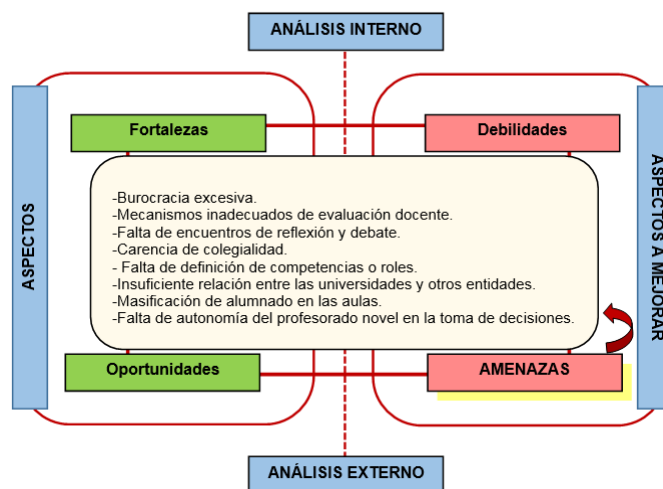 ANÁLISIS INTERNO
ASPECTOS
Fortalezas
Debilidades
-Burocracia excesiva.
-Mecanismos inadecuados de evaluación docente.
-Falta de encuentros de reflexión y debate.
-Carencia de colegialidad.
- Falta de definición de competencias o roles.
-Insuficiente relación entre las universidades y otros entidades.
-Masificación de alumnado en las aulas.
-Falta de autonomía del profesorado novel en la toma de decisiones.
Oportunidades
AMENAZAS
ASPECTOS A MEJORAR
ANÁLISIS EXTERNO